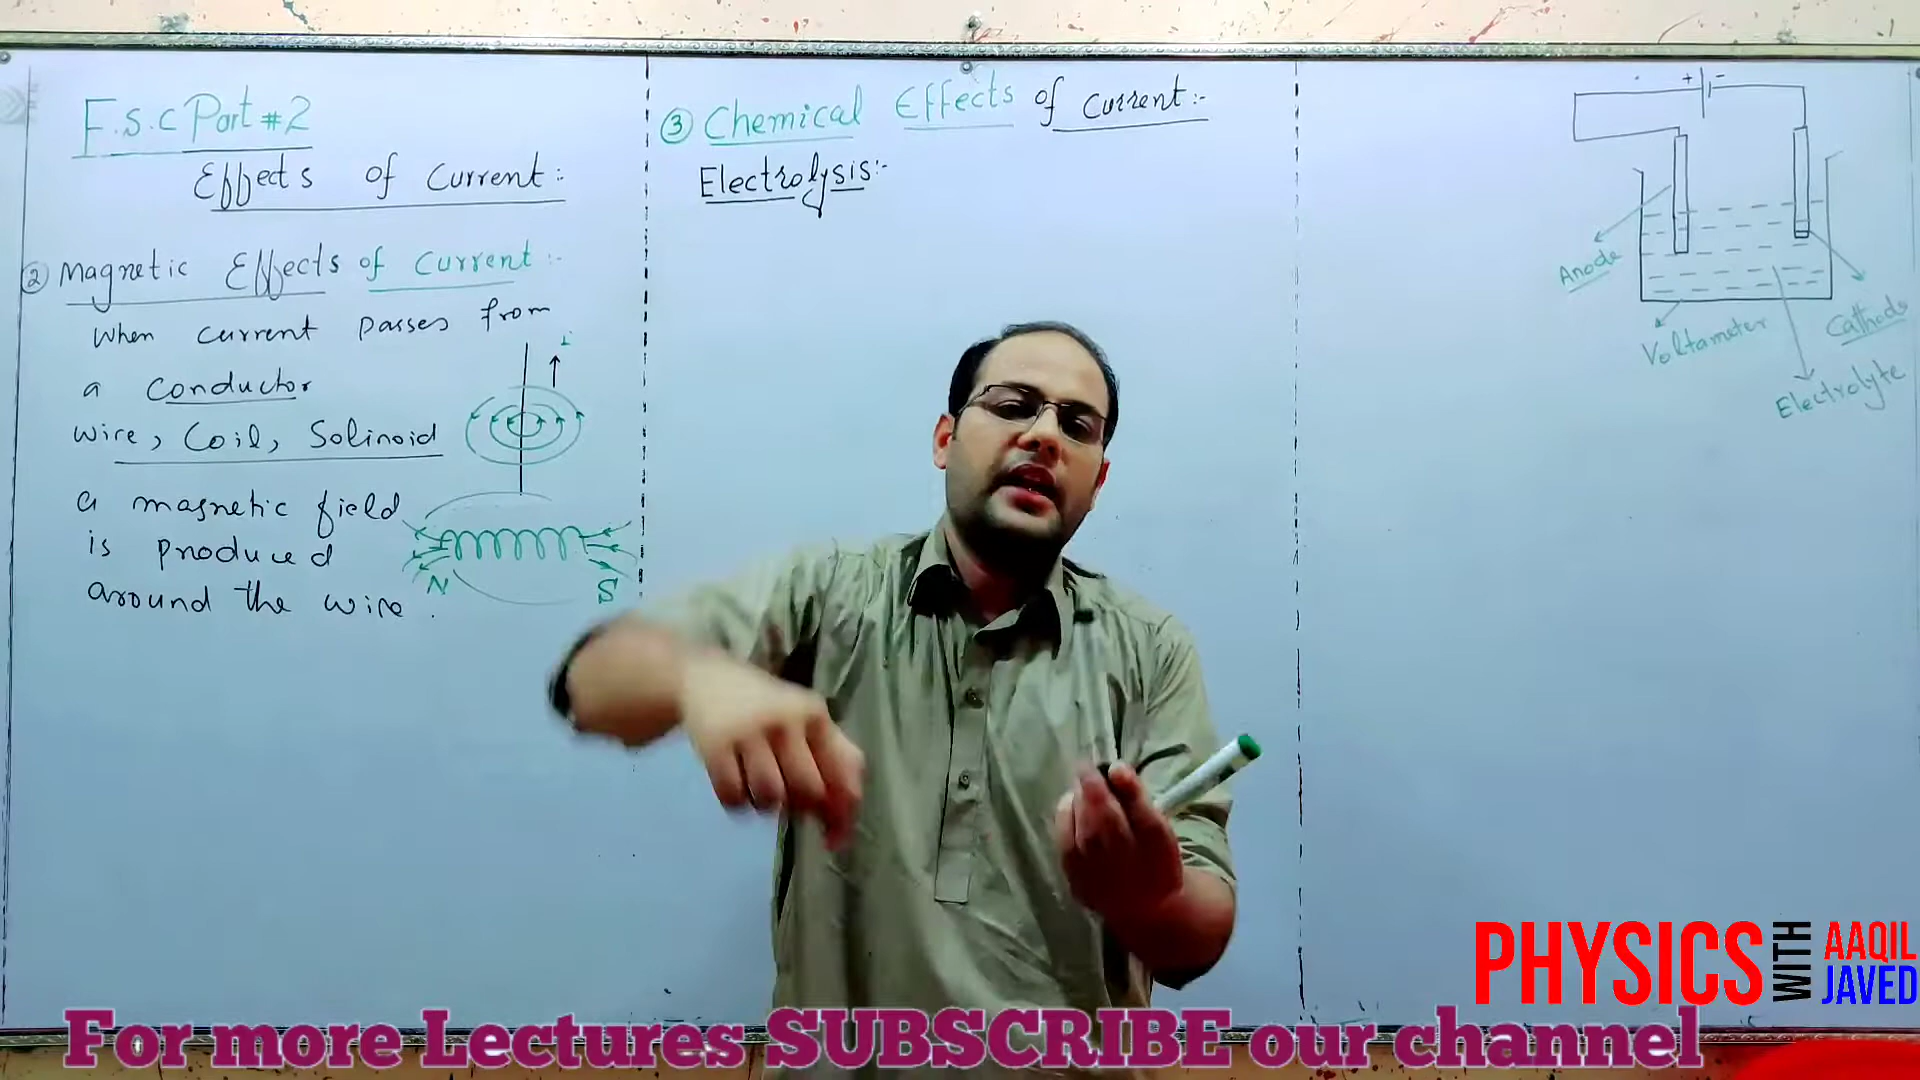 F.S.C Part #2
Effects of Current:
② Magnetic Effects of Current:-
When current passes from
a conductor
wire, Coil, Solinoid
a magnetic field
is produced
around the wire.
i
N
S
③ Chemical Effects of Current:-
Electrolysis:-
+ -
Anode
Cathode
Voltameter
Electrolyte
PHYSICS WITH AAQIL JAVED
For more Lectures SUBSCRIBE our channel